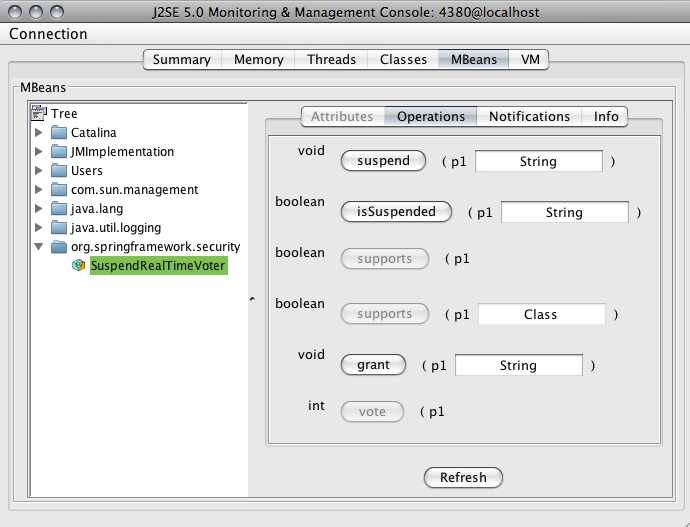 J2SE 5.0 Monitoring & Management Console: 4380@localhost
Connection
Summary Memory Threads Classes MBeans VM
MBeans
Tree
Catalina
JMImplementation
Users
com.sun.management
java.lang
java.util.logging
org.springframework.security
SuspendRealTimeVoter
Attributes Operations Notifications Info
void suspend ( p1 String )
boolean isSuspended ( p1 String )
boolean supports ( p1
boolean supports ( p1 Class )
void grant ( p1 String )
int vote ( p1
Refresh